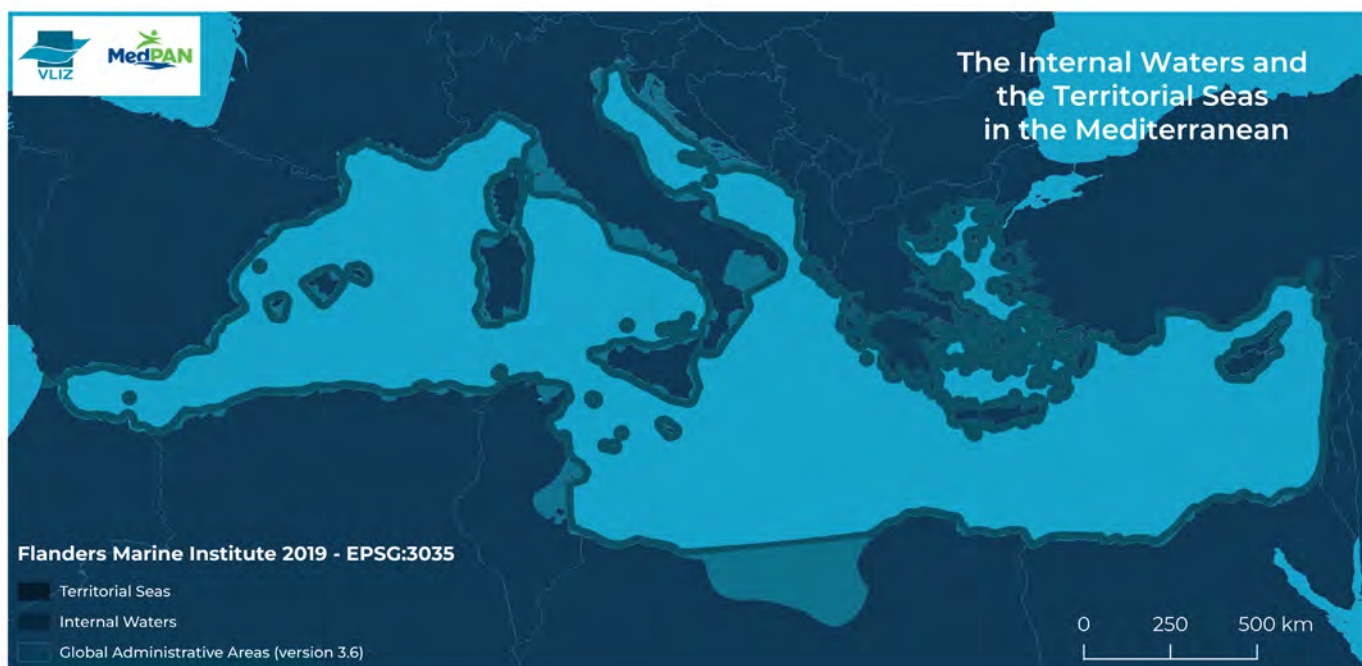 VLIZ
MedPAN
The Internal Waters and
the Territorial Seas
in the Mediterranean
Flanders Marine Institute 2019 - EPSG:3035
Territorial Seas
Internal Waters
Global Administrative Areas (version 3.6)
0 250 500 km